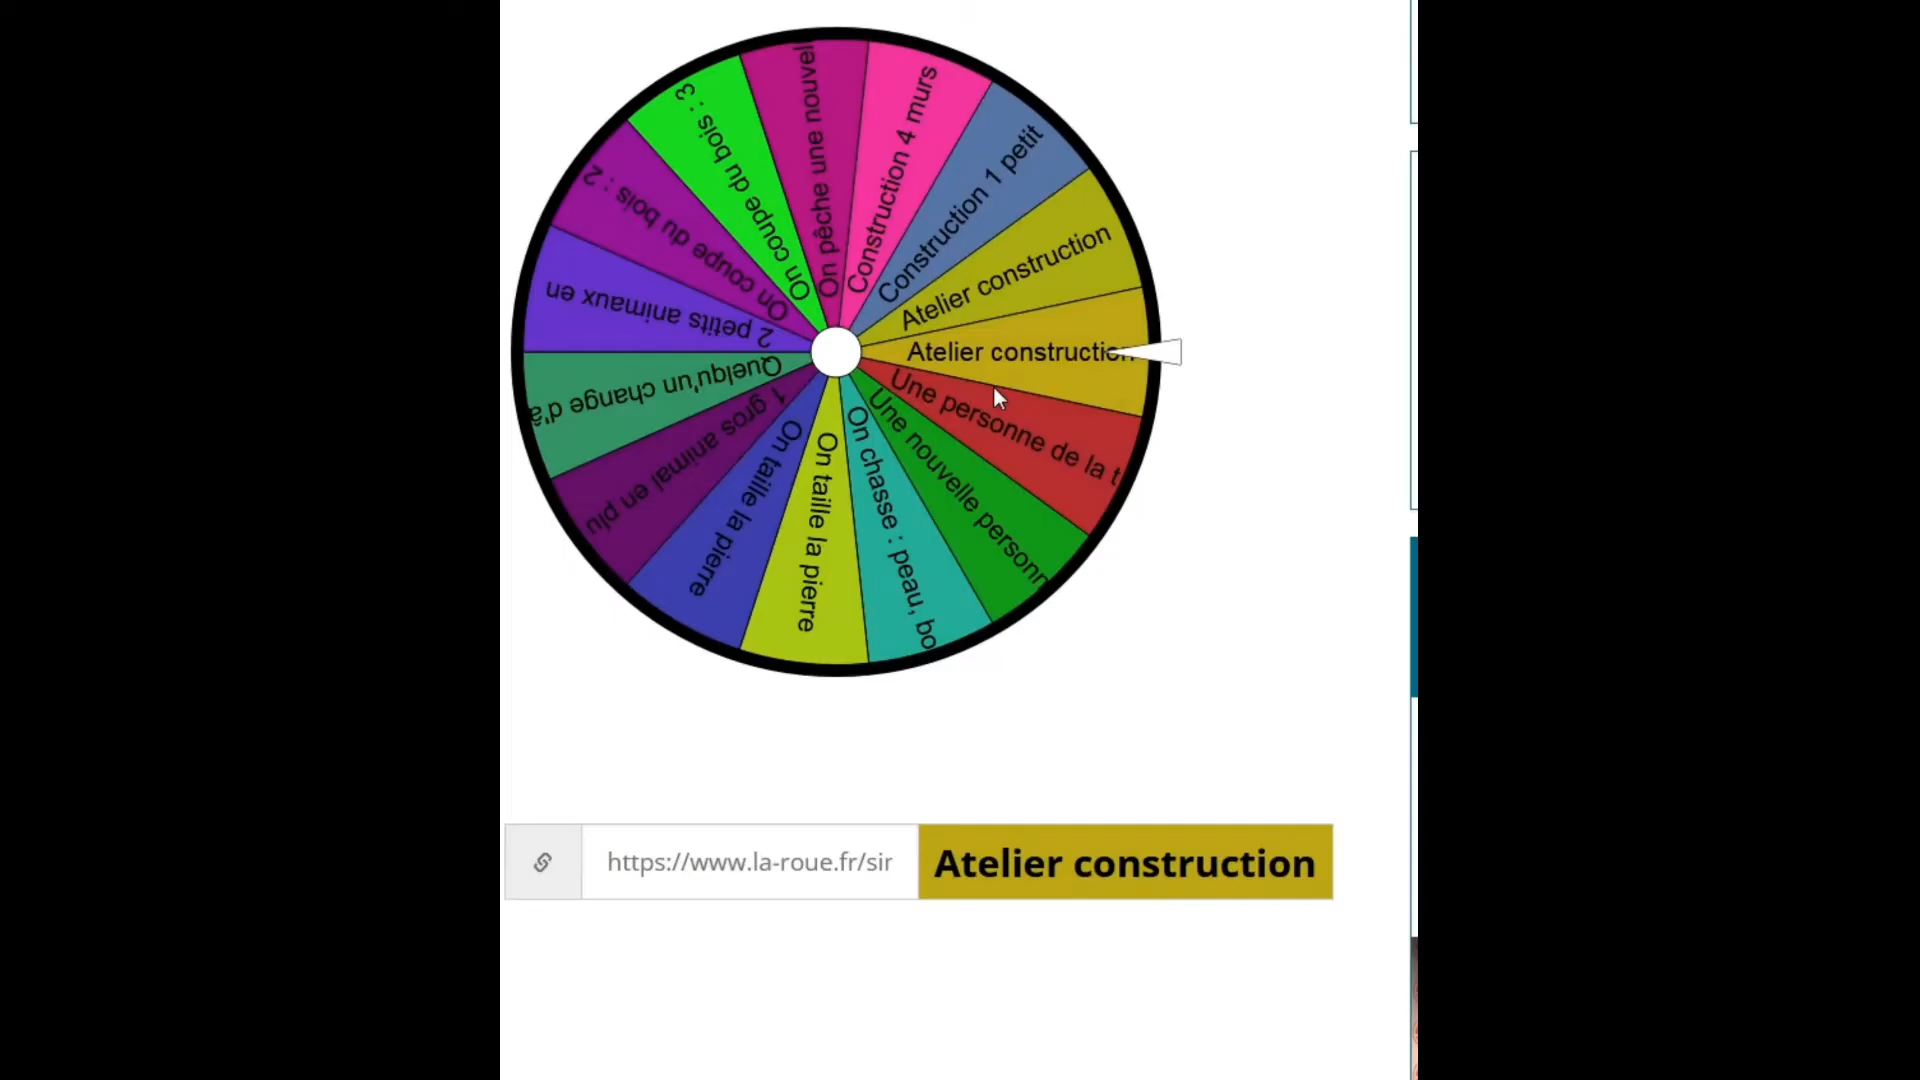 On pêche une nouvel
Construction 4 murs
Construction 1 petit
Atelier construction
Atelier construction
Une personne de la t
Une nouvelle personn
On chasse : peau, bo
On taille la pierre
On taille la pierre
1 gros animal en plu
Quelqu'un change d'â
2 petits animaux en
On coupe du bois : 2
On coupe du bois : 3
https://www.la-roue.fr/sir
Atelier construction